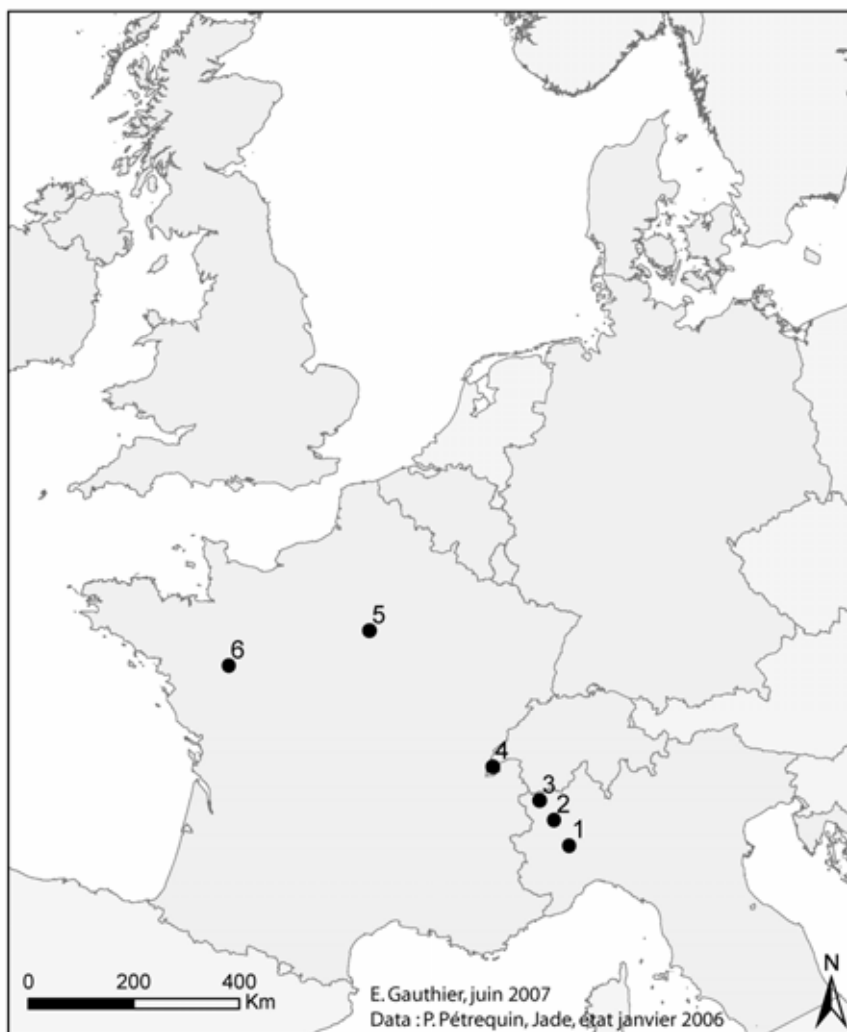 5
6
4
3
2
1
0 200 400
Km
N
E. Gauthier, juin 2007
Data : P. Pétrequin, Jade, état janvier 2006